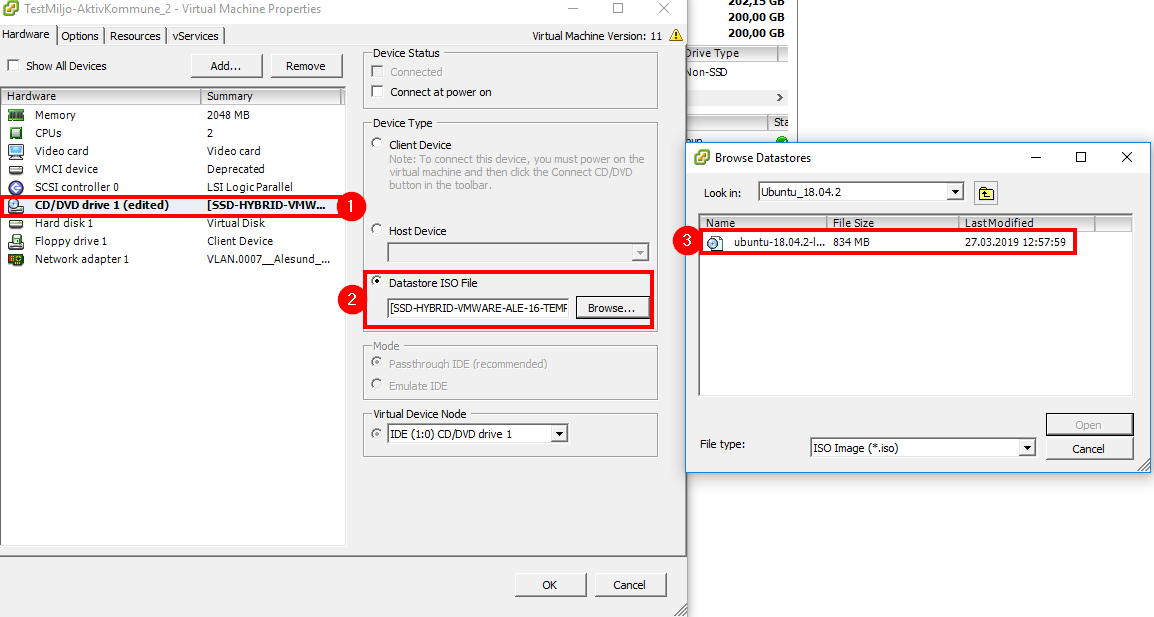 TestMiljo-AktivKommune_2 - Virtual Machine Properties
Hardware Options Resources vServices
Virtual Machine Version: 11
Show All Devices Add... Remove
Hardware Summary
Memory 2048 MB
CPUs 2
Video card Video card
VMCI device Deprecated
SCSI controller 0 LSI Logic Parallel
CD/DVD drive 1 (edited) [SSD-HYBRID-VMW...
1
Hard disk 1 Virtual Disk
Floppy drive 1 Client Device
Network adapter 1 VLAN.0007__Alesund_...
Device Status
Connected
Connect at power on
Device Type
Client Device
Note: To connect this device, you must power on the
virtual machine and then click the Connect CD/DVD
button in the toolbar.
Host Device
2
Datastore ISO File
[SSD-HYBRID-VMWARE-ALE-16-TEMP Browse...
Mode
Passthrough IDE (recommended)
Emulate IDE
Virtual Device Node
IDE (1:0) CD/DVD drive 1
OK Cancel
202,15 GB
200,00 GB
200,00 GB
Drive Type
Non-SSD
Sta
Browse Datastores
Look in: Ubuntu_18.04.2
Name File Size Last Modified
3
ubuntu-18.04.2-l... 834 MB 27.03.2019 12:57:59
Open
File type: ISO Image (*.iso)
Cancel